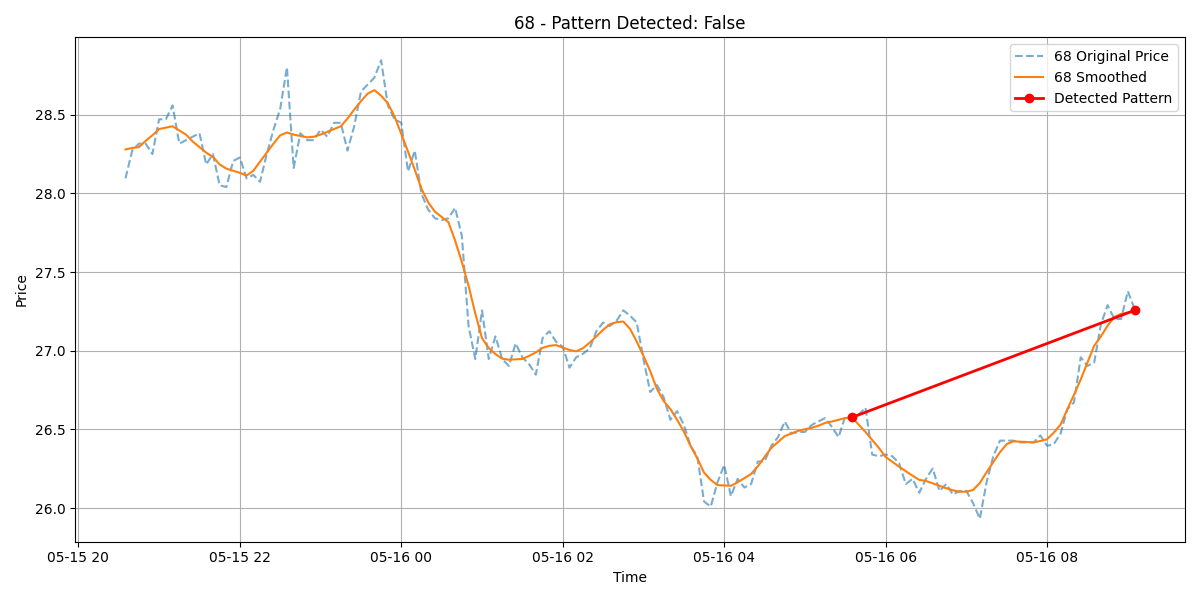 68 - Pattern Detected: False
68 Original Price
68 Smoothed
Detected Pattern
Price
28.5
28.0
27.5
27.0
26.5
26.0
05-15 20 05-15 22 05-16 00 05-16 02 05-16 04 05-16 06 05-16 08
Time